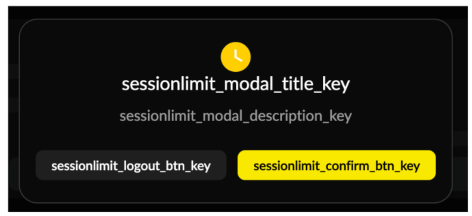 sessionlimit_modal_title_key
sessionlimit_modal_description_key
sessionlimit_logout_btn_key
sessionlimit_confirm_btn_key